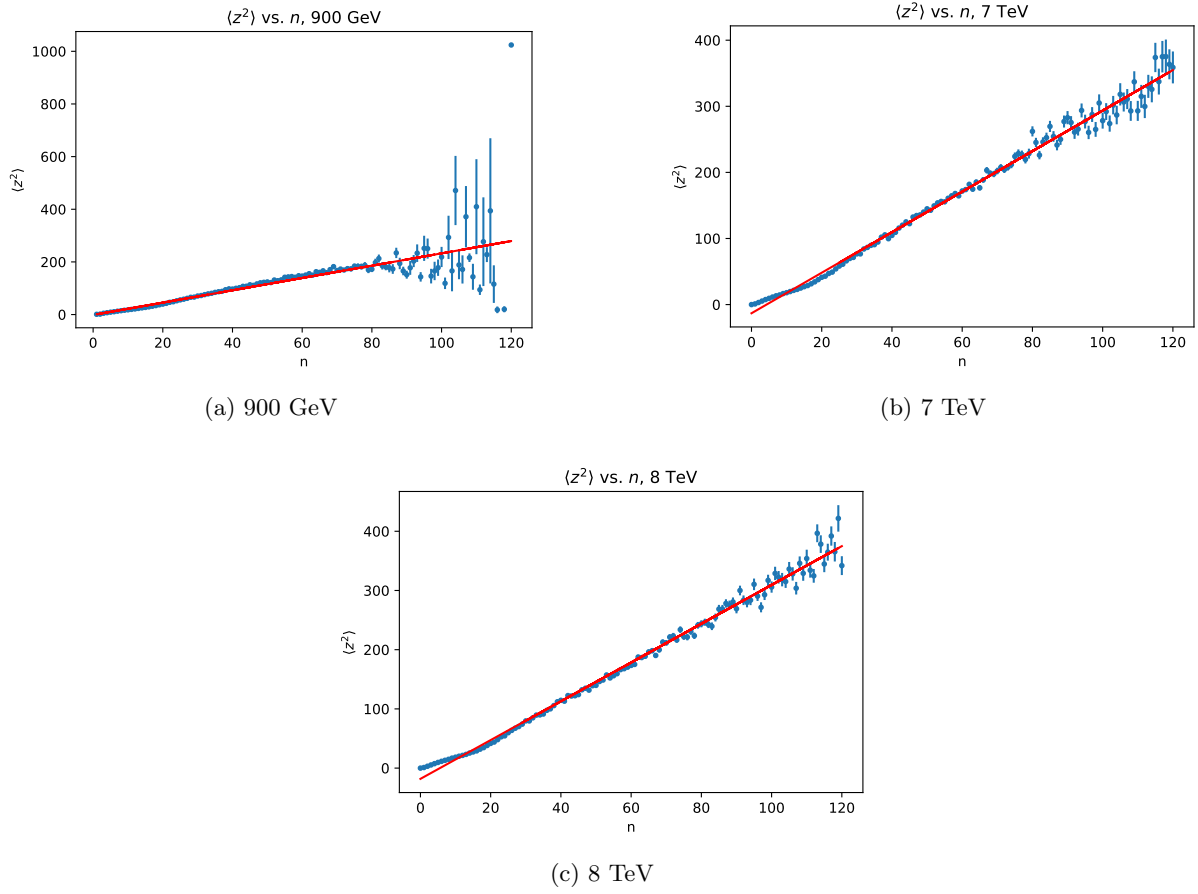 ⟨z²⟩ vs. n, 900 GeV
1000
800
600
400
200
0
⟨z²⟩
0 20 40 60 80 100 120
n
(a) 900 GeV
⟨z²⟩ vs. n, 7 TeV
400
300
200
100
0
⟨z²⟩
0 20 40 60 80 100 120
n
(b) 7 TeV
⟨z²⟩ vs. n, 8 TeV
400
300
200
100
0
⟨z²⟩
0 20 40 60 80 100 120
n
(c) 8 TeV